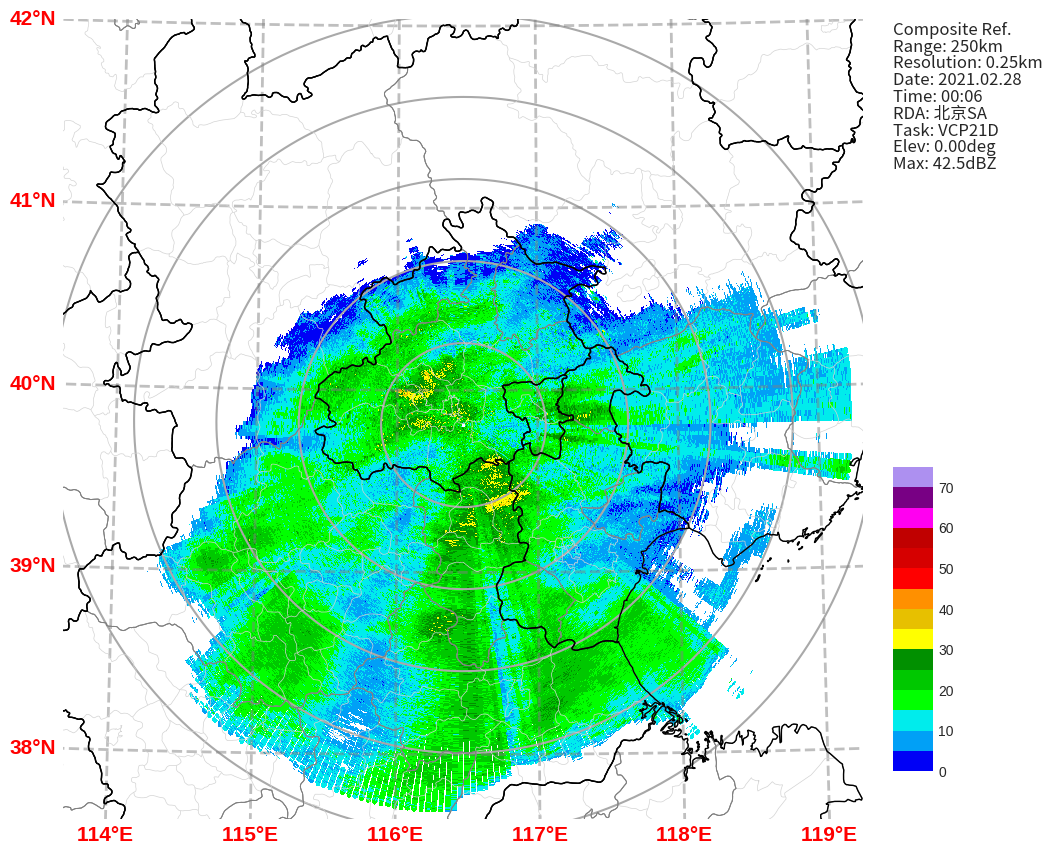 42°N
41°N
40°N
39°N
38°N
114°E
115°E
116°E
117°E
118°E
119°E
Composite Ref.
Range: 250km
Resolution: 0.25km
Date: 2021.02.28
Time: 00:06
RDA: 北京SA
Task: VCP21D
Elev: 0.00deg
Max: 42.5dBZ
70
60
50
40
30
20
10
0